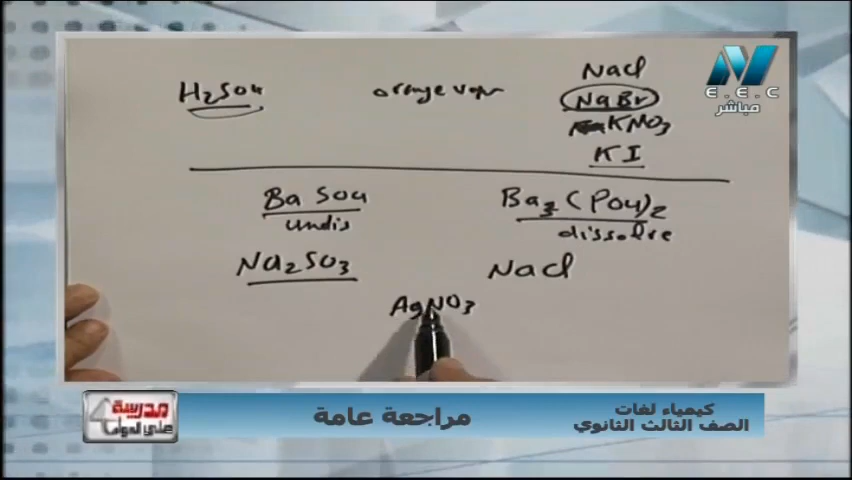 NaCl
H2SO4 orange vapor NaBr
KNO3
KI
BaSO4 Ba3(PO4)2
undis dissolve
Na2SO3 NaCl
AgNO3
E.E.C
مباشر
مدرسة
على الهواء
مراجعة عامة
كيمياء لغات
الصف الثالث الثانوي